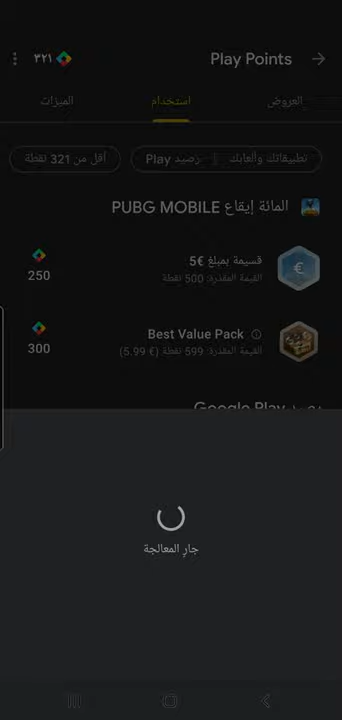 Play Points
٣٢١
العروض
استخدام
الميزات
تطبيقاتك وألعابك
رصيد Play
أقل من 321 نقطة
المائة إيقاع PUBG MOBILE
قسيمة بمبلغ €5
القيمة المقدرة: 500 نقطة
250
Best Value Pack
القيمة المقدرة: 599 نقطة (5.99 €)
300
رصيد Google Play
جارٍ المعالجة